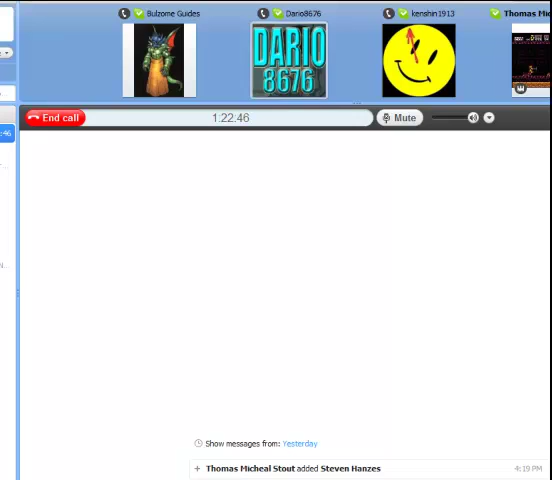 Bulzome Guides
Dario8676
kenshin1913
Thomas Mic
DARIO
8676
End call
1:22:46
Mute
:46
N...
Show messages from: Yesterday
Thomas Micheal Stout added Steven Hanzes
4:19 PM